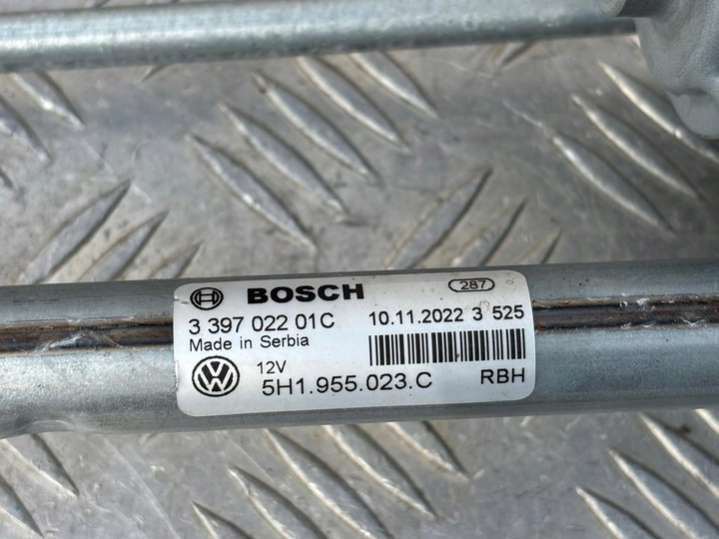 BOSCH 287
3 397 022 01C 10.11.2022 3 525
Made in Serbia
12V
5H1.955.023.C RBH